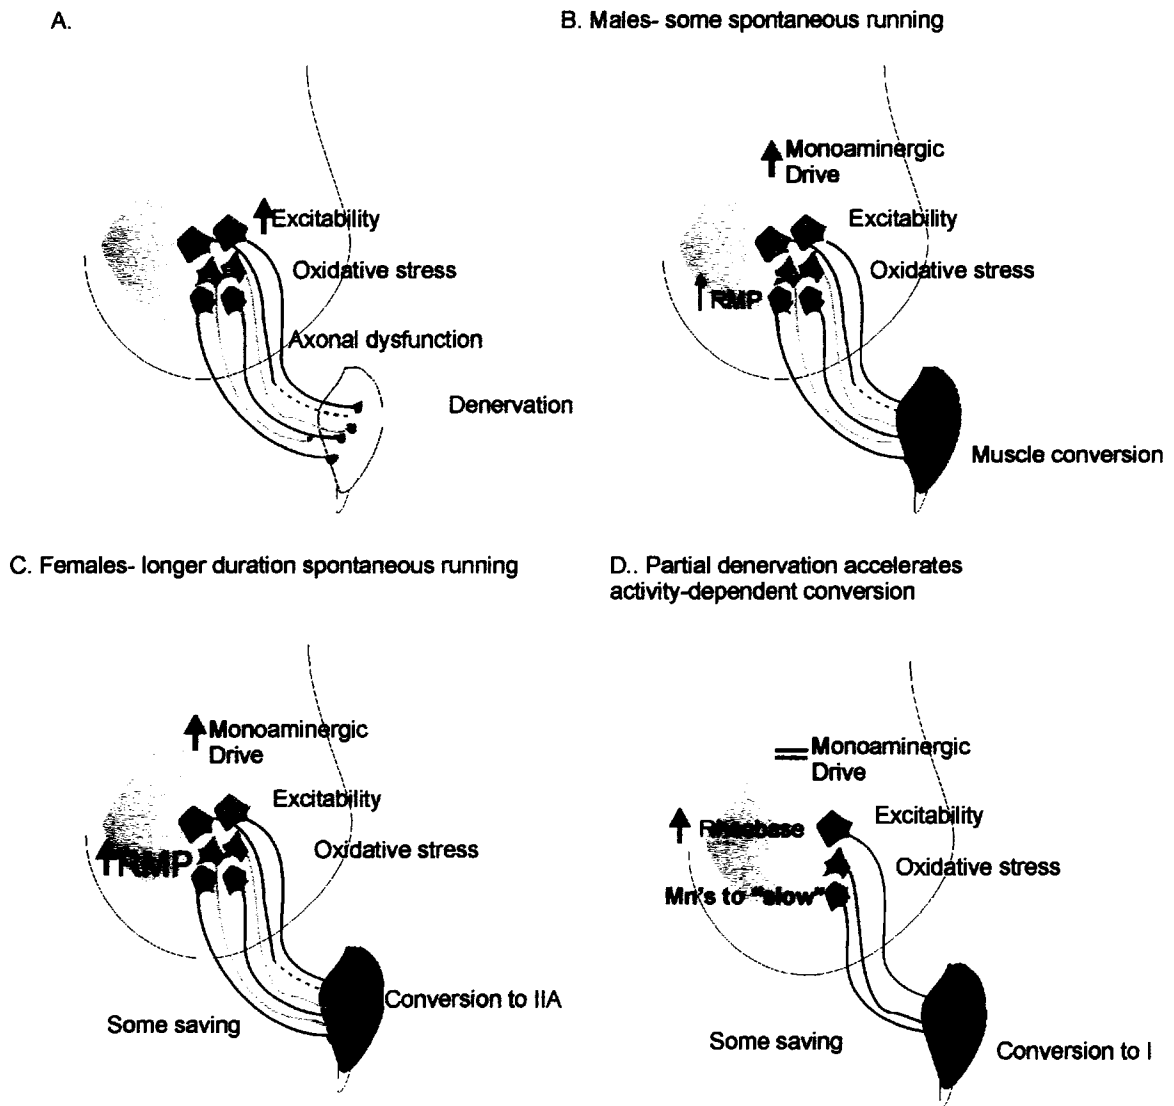 A.
B. Males- some spontaneous running
Excitability
Oxidative stress
Axonal dysfunction
Denervation
Monoaminergic
Drive
Excitability
Oxidative stress
RMP
Muscle conversion
C. Females- longer duration spontaneous running
D.. Partial denervation accelerates
activity-dependent conversion
Monoaminergic
Drive
Excitability
Oxidative stress
RMP
Some saving
Conversion to IIA
Monoaminergic
Drive
Excitability
Rheobase
Oxidative stress
Mn's to "slow"
Some saving
Conversion to I